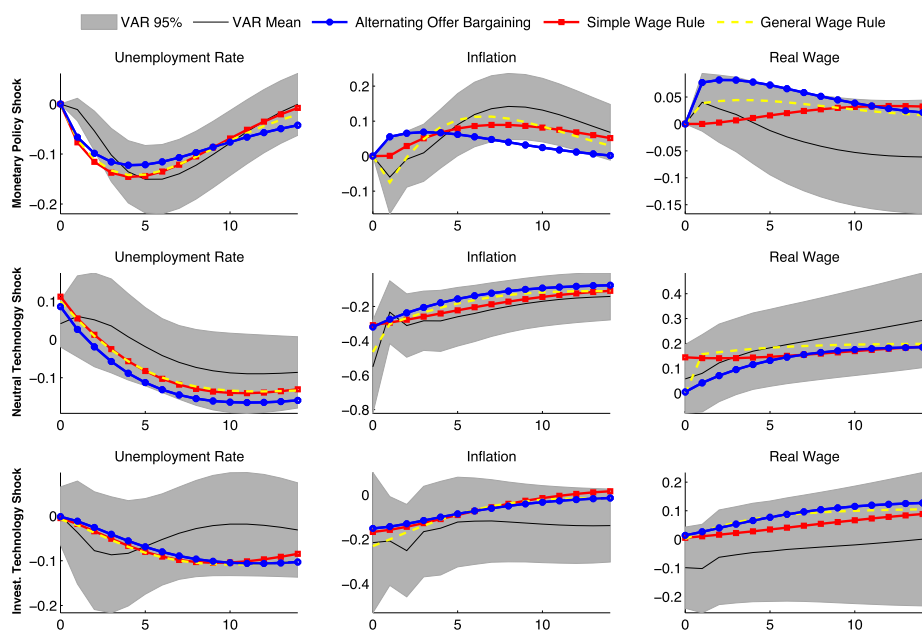 VAR 95% VAR Mean Alternating Offer Bargaining Simple Wage Rule General Wage Rule
Unemployment Rate Inflation Real Wage
Monetary Policy Shock
0 −0.1 −0.2
0.2 0.1 0 −0.1
0.05 0 −0.05 −0.15
0 5 10 0 5 10 0 5 10
Unemployment Rate Inflation Real Wage
Neutral Technology Shock
0.1 0 −0.1
−0.2 −0.4 −0.6 −0.8
0.4 0.3 0.2 0.1 0
0 5 10 0 5 10 0 5 10
Unemployment Rate Inflation Real Wage
Invest. Technology Shock
0 −0.1 −0.2
0 −0.2 −0.4
0.2 0.1 0 −0.1 −0.2
0 5 10 0 5 10 0 5 10